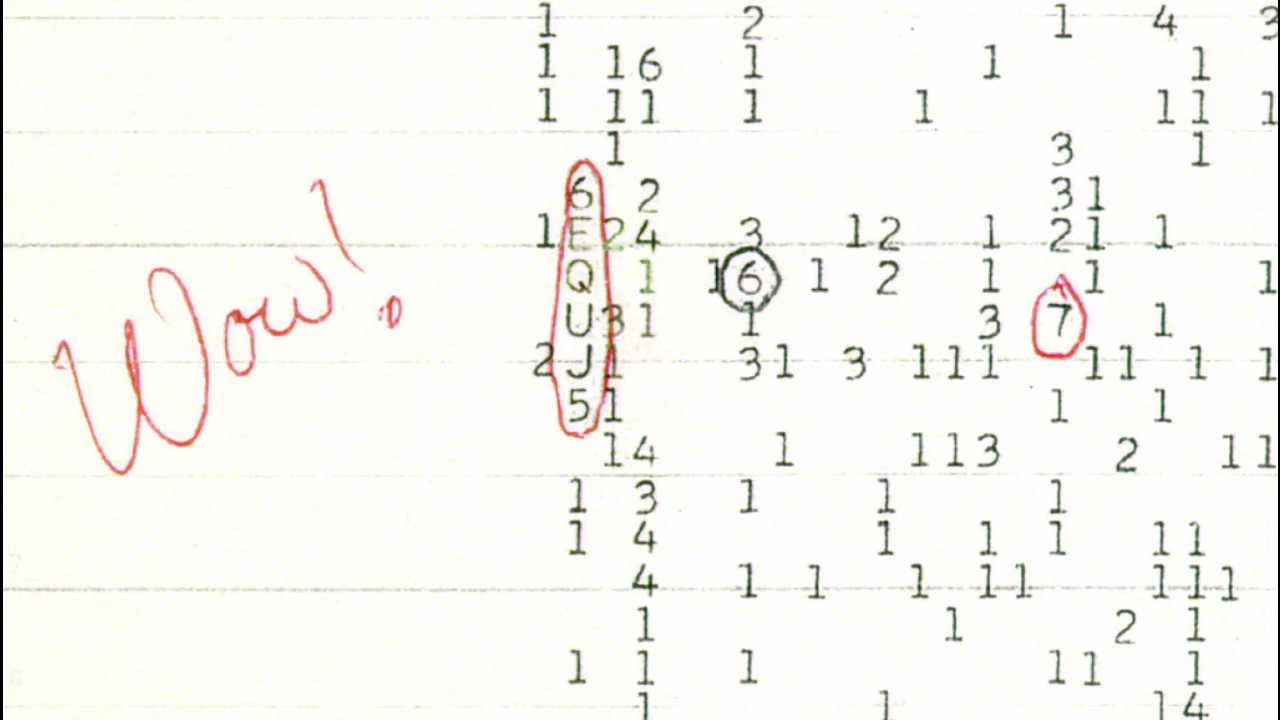 Wow!
1 2 1 4 3
1 16 1 1 1
1 11 1 1 11 1
1 3 1
6 2 31
1E24 3 12 1 21 1
Q 1 16 1 2 1 1 1
U31 1 3 7 1
2J1 31 3 111 11 1 1
51 1 1
14 1 113 2 11
1 3 1 1 1
1 4 1 1 1 11
4 1 1 1 11 111
1 1 2 1
1 1 1 11 1
1 1 14